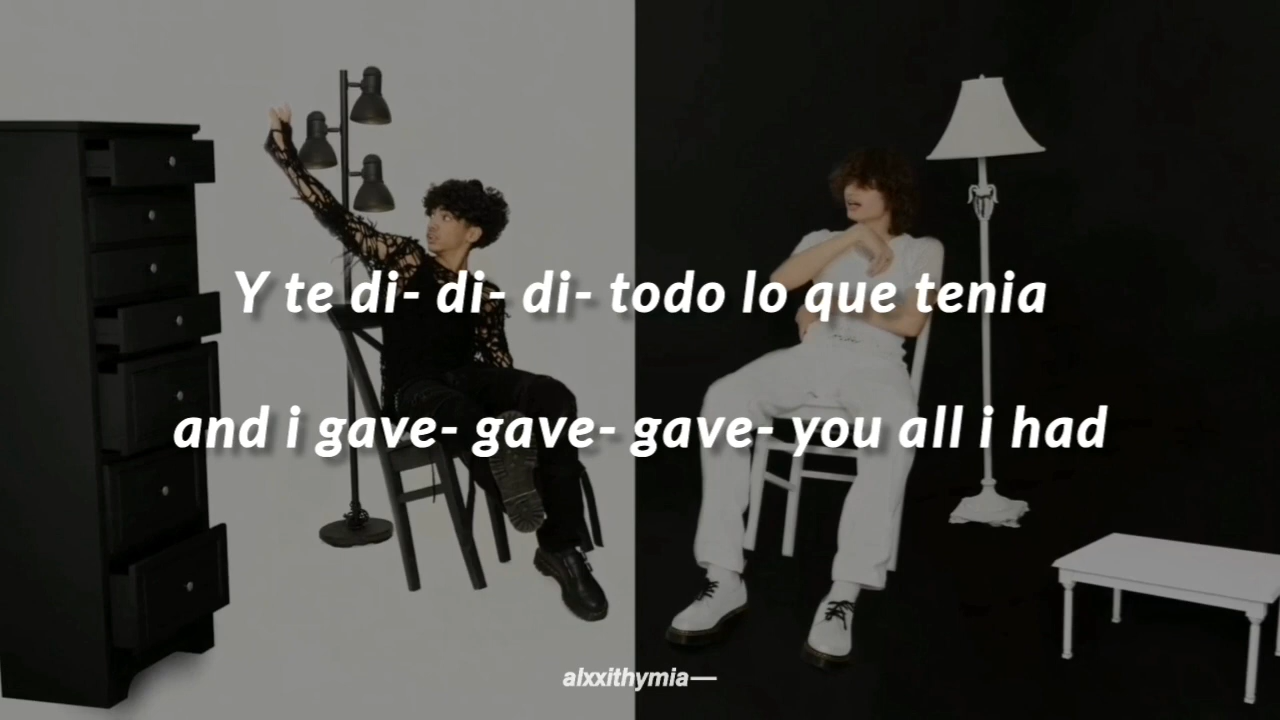 Y te di- di- di- todo lo que tenia
and i gave- gave- gave- you all i had
alxxithymia—